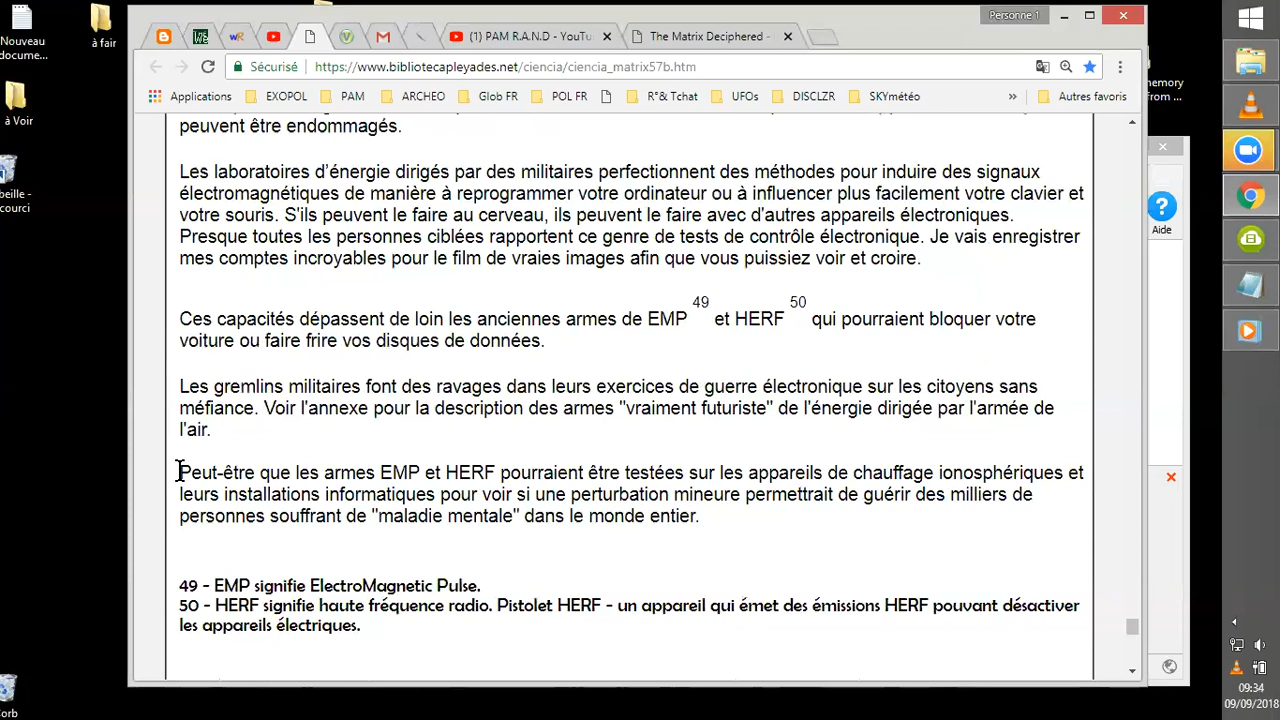 Nouveau
docume...
à fair
à Voir
eille -
courci
Corb
Personne 1
(1) PAM R.A.N.D - YouTu
The Matrix Deciphered -
Sécurisé
https://www.bibliotecapleyades.net/ciencia/ciencia_matrix57b.htm
Applications
EXOPOL
PAM
ARCHEO
Glob FR
POL FR
R°& Tchat
UFOs
DISCLZR
SKYmétéo
»
Autres favoris
emory
from ...
Aide
peuvent être endommagés.
Les laboratoires d’énergie dirigés par des militaires perfectionnent des méthodes pour induire des signaux
électromagnétiques de manière à reprogrammer votre ordinateur ou à influencer plus facilement votre clavier et
votre souris. S'ils peuvent le faire au cerveau, ils peuvent le faire avec d'autres appareils électroniques.
Presque toutes les personnes ciblées rapportent ce genre de tests de contrôle électronique. Je vais enregistrer
mes comptes incroyables pour le film de vraies images afin que vous puissiez voir et croire.
Ces capacités dépassent de loin les anciennes armes de EMP 49 et HERF 50 qui pourraient bloquer votre
voiture ou faire frire vos disques de données.
Les gremlins militaires font des ravages dans leurs exercices de guerre électronique sur les citoyens sans
méfiance. Voir l'annexe pour la description des armes "vraiment futuriste" de l'énergie dirigée par l'armée de
l'air.
Peut-être que les armes EMP et HERF pourraient être testées sur les appareils de chauffage ionosphériques et
leurs installations informatiques pour voir si une perturbation mineure permettrait de guérir des milliers de
personnes souffrant de "maladie mentale" dans le monde entier.
49 - EMP signifie ElectroMagnetic Pulse.
50 - HERF signifie haute fréquence radio. Pistolet HERF - un appareil qui émet des émissions HERF pouvant désactiver
les appareils électriques.
09:34
09/09/2018